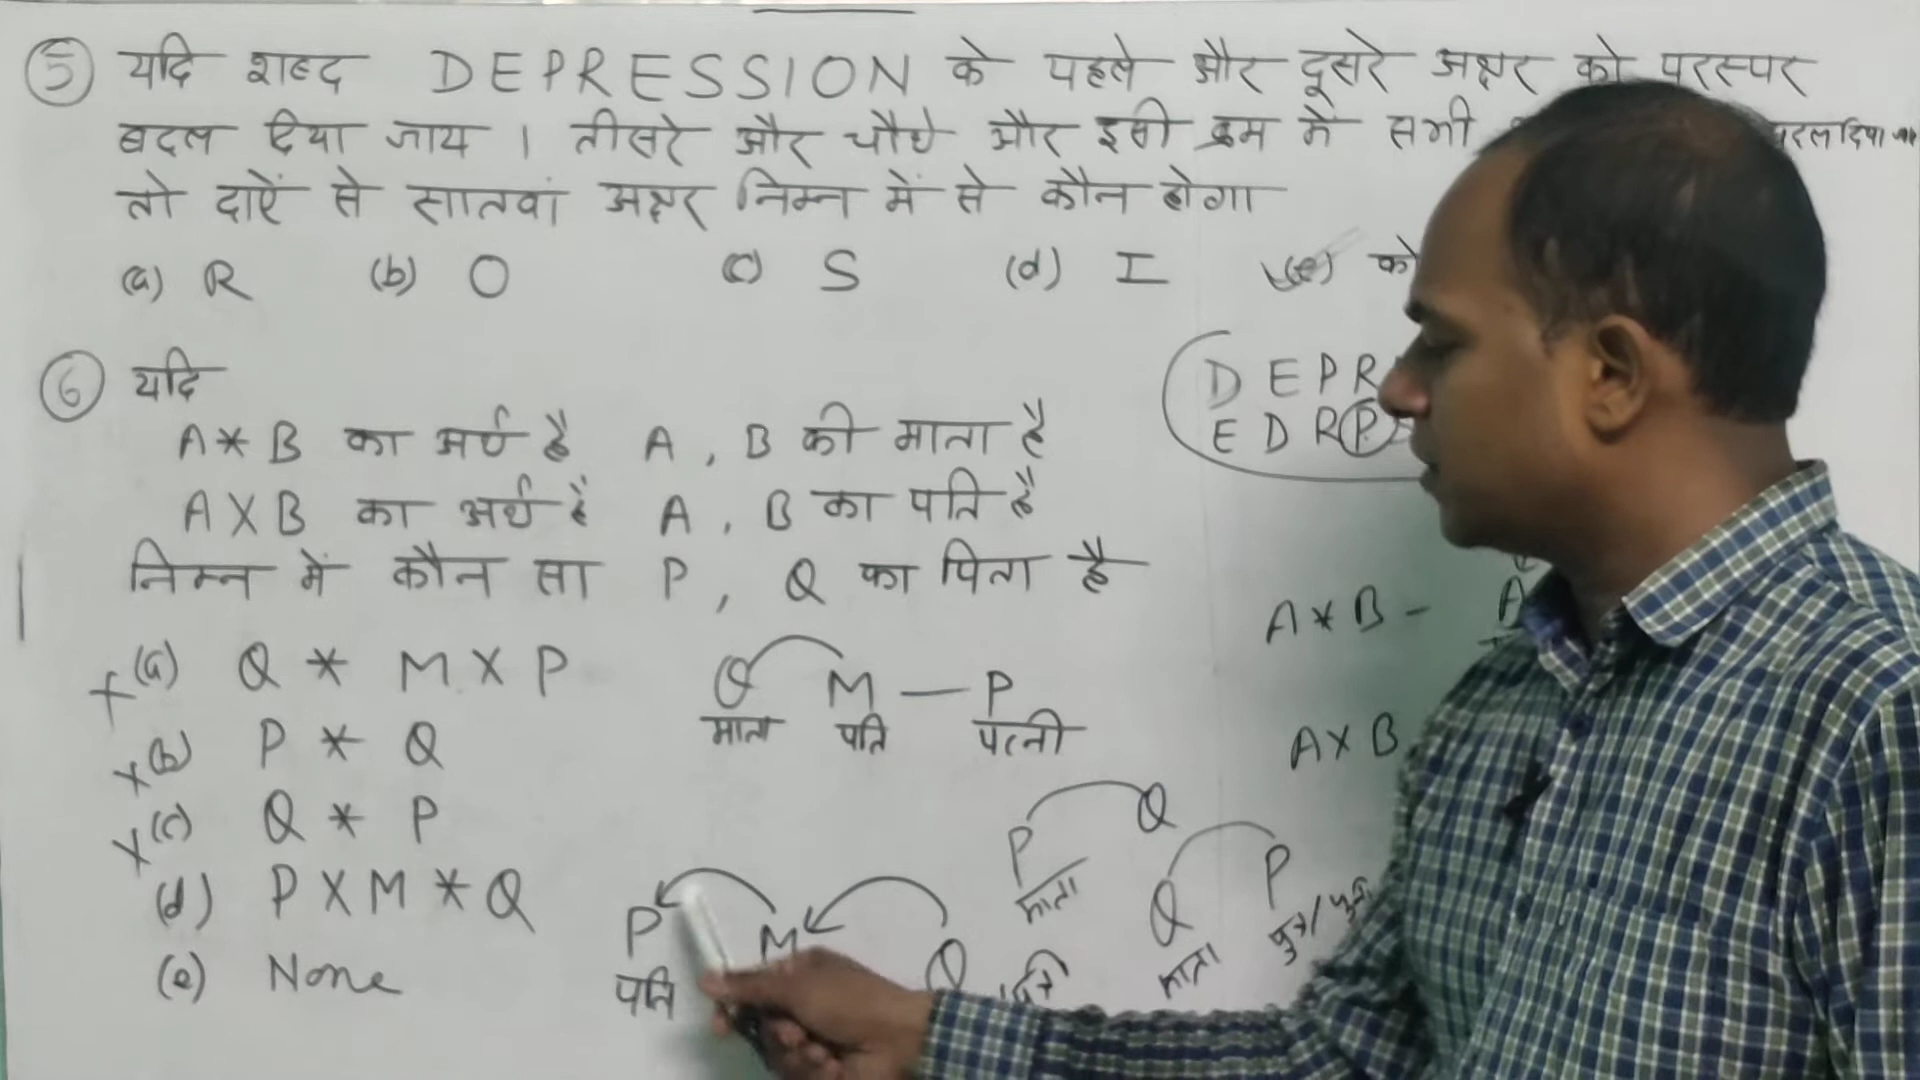 ⑤ यदि शब्द DEPRESSION के पहले और दूसरे अक्षर को परस्पर
बदल दिया जाय । तीसरे और चौथे और इसी क्रम में सभी बदल दिया जाय
तो दाऐं से सातवां अक्षर निम्न में से कौन होगा
(a) R (b) O (c) S (d) I (e) को
D E P R
E D R P
⑥ यदि
A * B का अर्थ है A , B की माता है
A X B का अर्थ है A , B का पति है
निम्न में कौन सा P , Q का पिता है
A * B - A
(a) Q * M X P
Q M — P
माता पति पत्नी
(b) P * Q
A X B
(c) Q * P
P Q
माता
Q P
माता पुत्र/पुत्री
(d) P X M * Q
P M Q
पति
(e) None